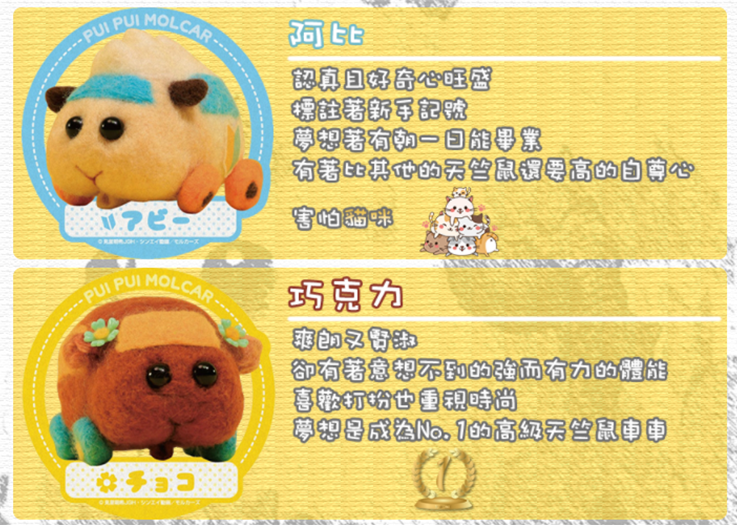 PUI PUI MOLCAR
アビー
阿比
認真且好奇心旺盛
標註著新手記號
夢想著有朝一日能畢業
有著比其他的天竺鼠還要高的自尊心
害怕貓咪
PUI PUI MOLCAR
チョコ
巧克力
爽朗又賢淑
卻有著意想不到的強而有力的體能
喜歡打扮也重視時尚
夢想是成為No.1的高級天竺鼠車車
1